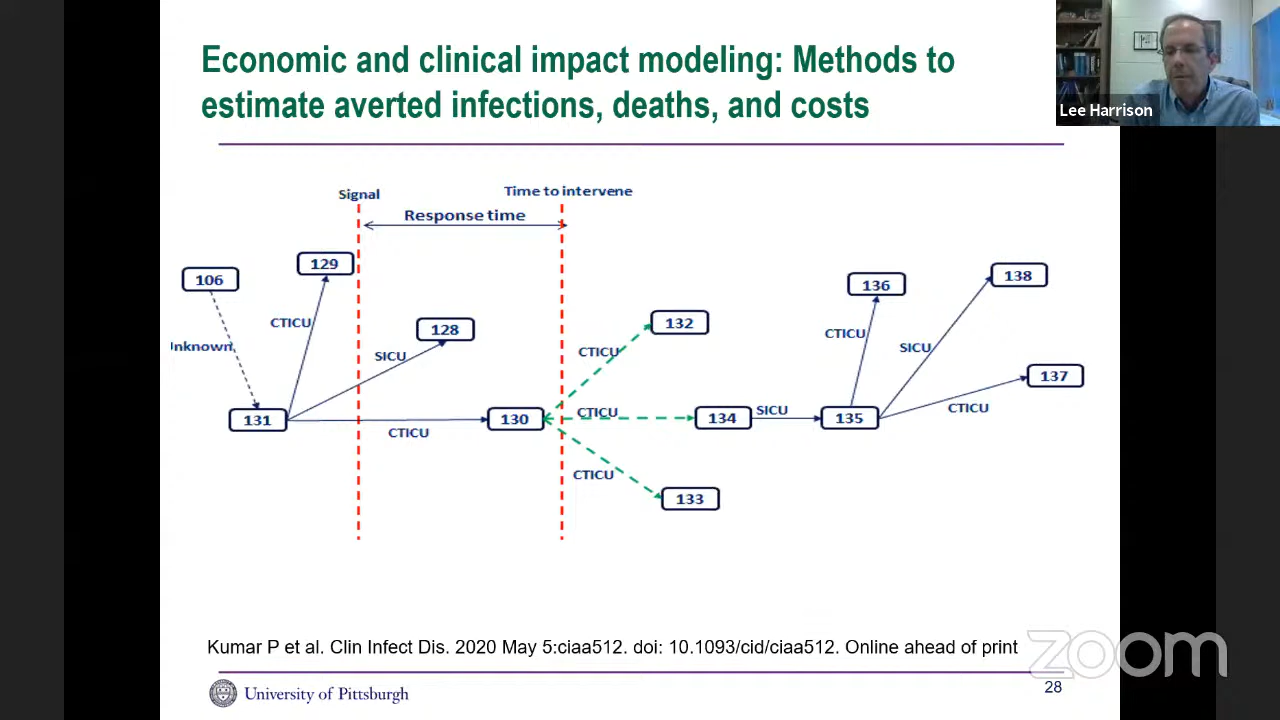 Economic and clinical impact modeling: Methods to
estimate averted infections, deaths, and costs
Lee Harrison
Signal
Time to intervene
Response time
106
129
CTICU
128
SICU
Unknown
131
CTICU
130
132
CTICU
CTICU
134
SICU
135
CTICU
133
136
CTICU
138
SICU
137
CTICU
Kumar P et al. Clin Infect Dis. 2020 May 5:ciaa512. doi: 10.1093/cid/ciaa512. Online ahead of print
zoom
University of Pittsburgh
28